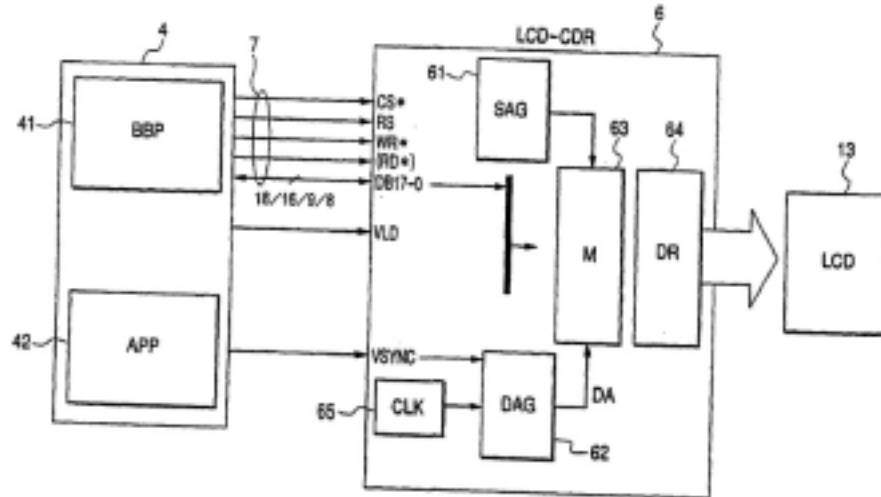 4
7
LCD-CDR
6
41
BBP
CS*
RS
WR*
(RD*)
DB17-0
18/16/9/8
VLD
61
SAG
63
64
13
M
DR
LCD
42
APP
VSYNC
65
CLK
DAG
DA
62